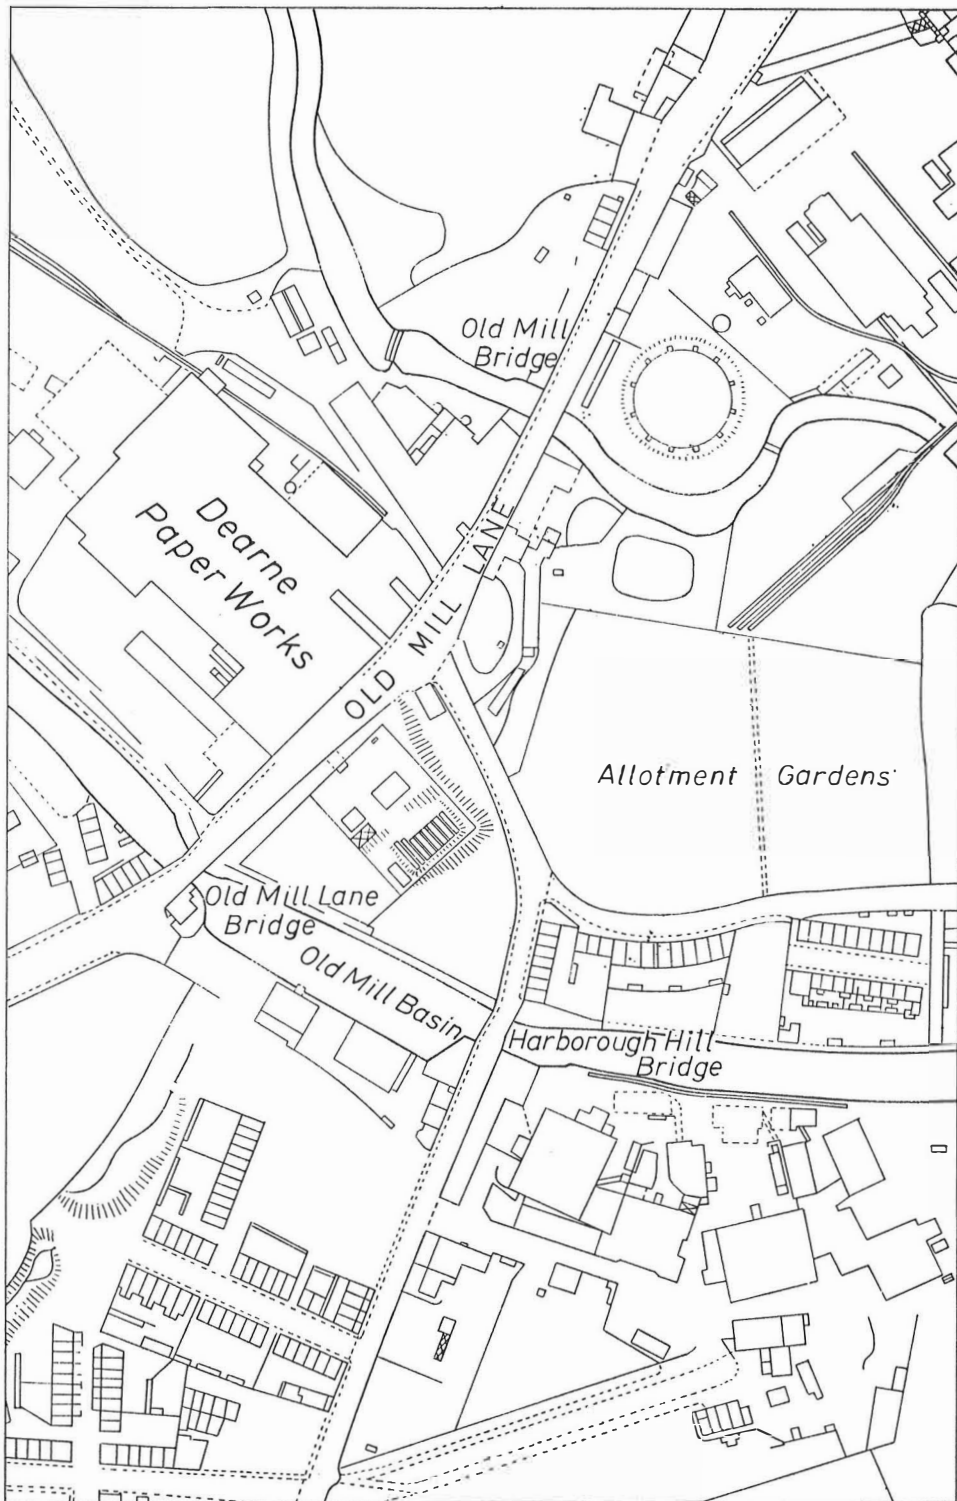 Old Mill
Bridge
Dearne
Paper Works
OLD MILL LANE
Allotment Gardens
Old Mill Lane
Bridge
Old Mill Basin
Harborough Hill
Bridge